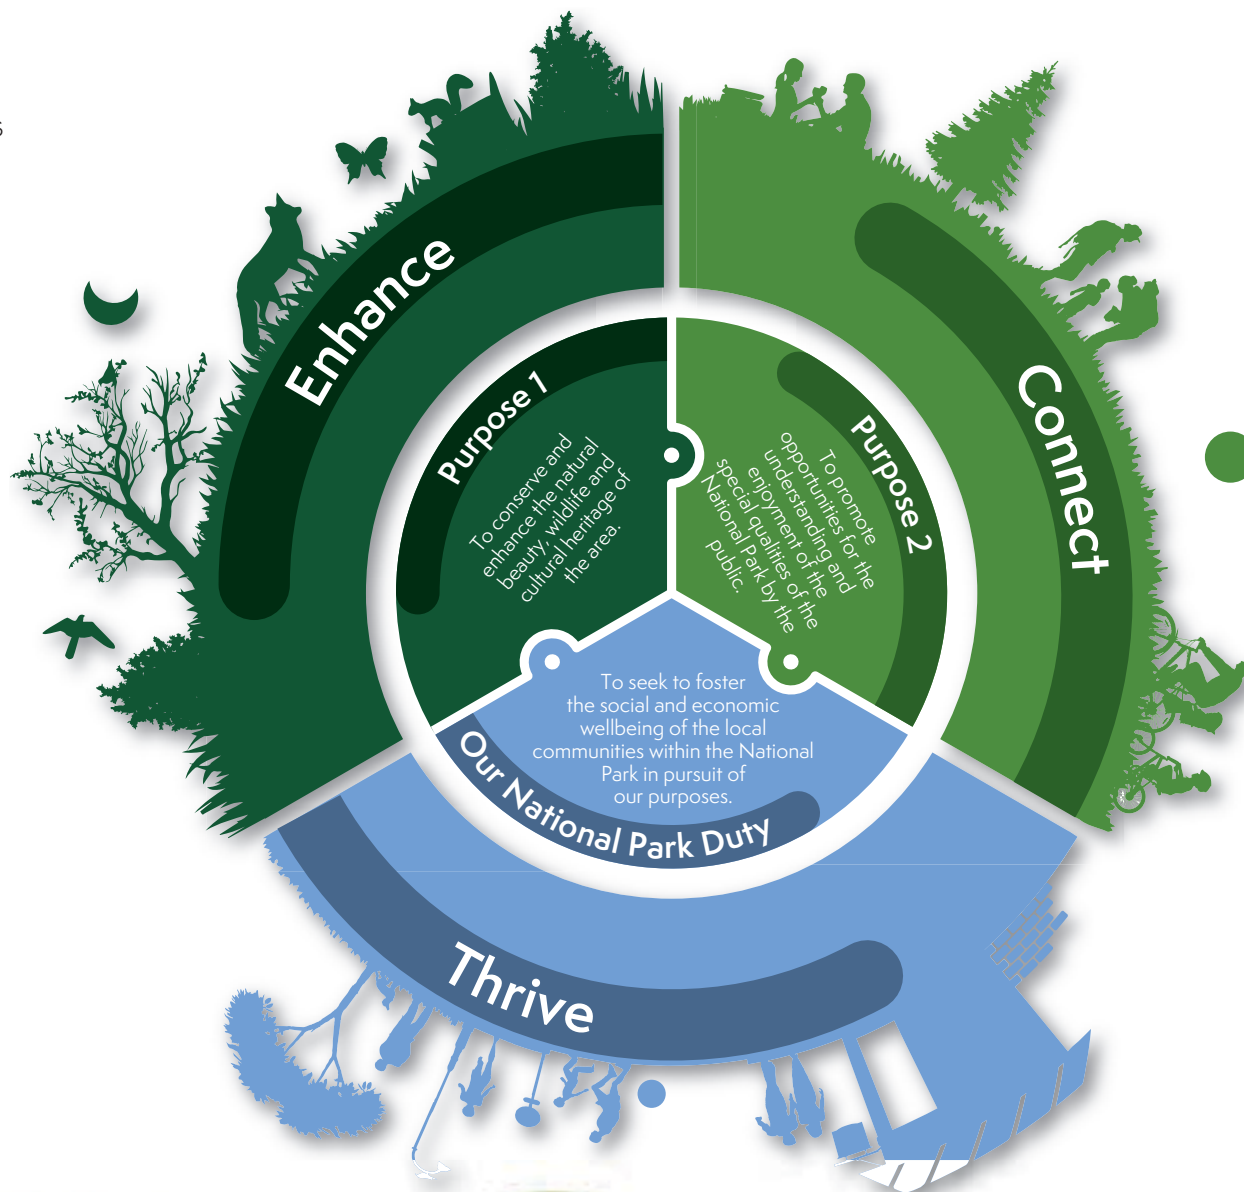 s
Enhance
Purpose 1
To conserve and
enhance the natural
beauty, wildlife and
cultural heritage of
the area.
Connect
Purpose 2
To promote
opportunities for the
understanding and
enjoyment of the
special qualities of the
National Park by the
public.
To seek to foster
the social and economic
wellbeing of the local
communities within the National
Park in pursuit of
our purposes.
Our National Park Duty
Thrive